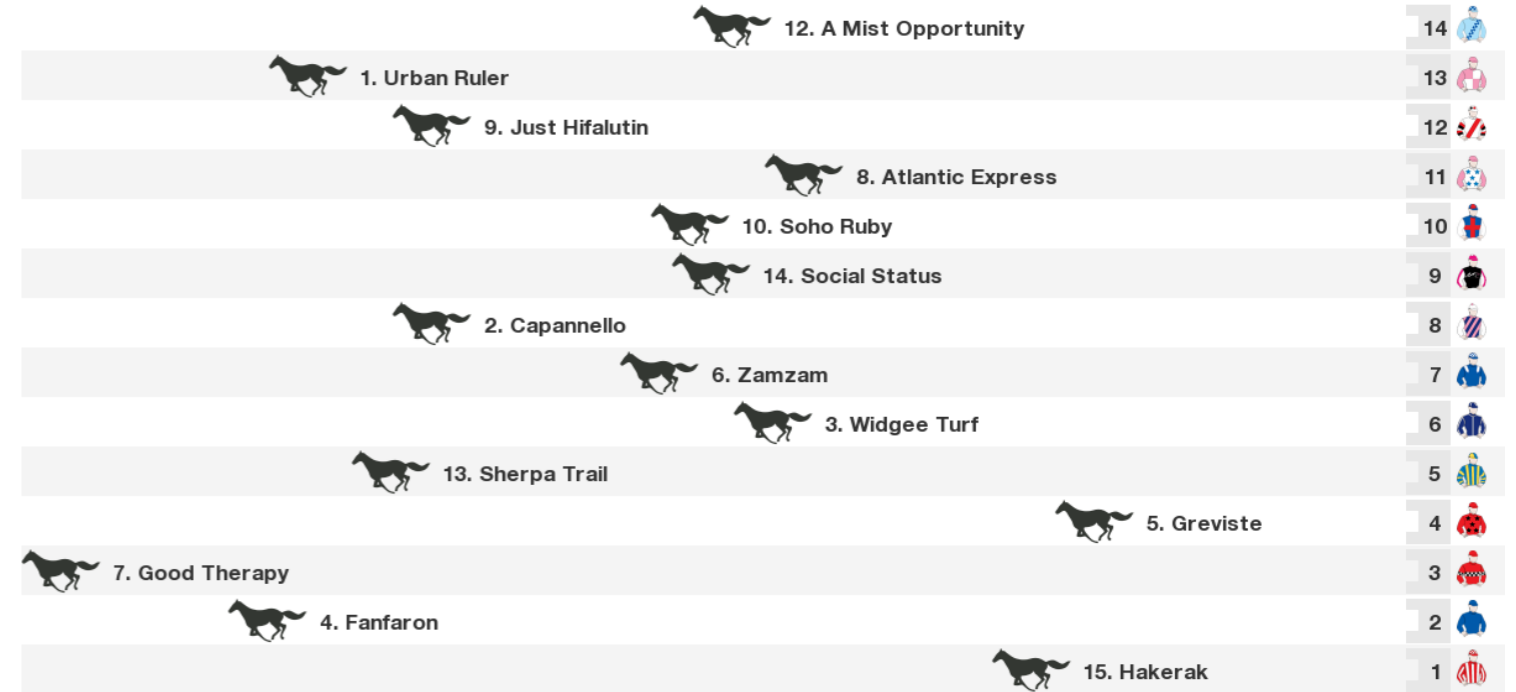 12. A Mist Opportunity 14
1. Urban Ruler 13
9. Just Hifalutin 12
8. Atlantic Express 11
10. Soho Ruby 10
14. Social Status 9
2. Capannello 8
6. Zamzam 7
3. Widgee Turf 6
13. Sherpa Trail 5
5. Greviste 4
7. Good Therapy 3
4. Fanfaron 2
15. Hakerak 1